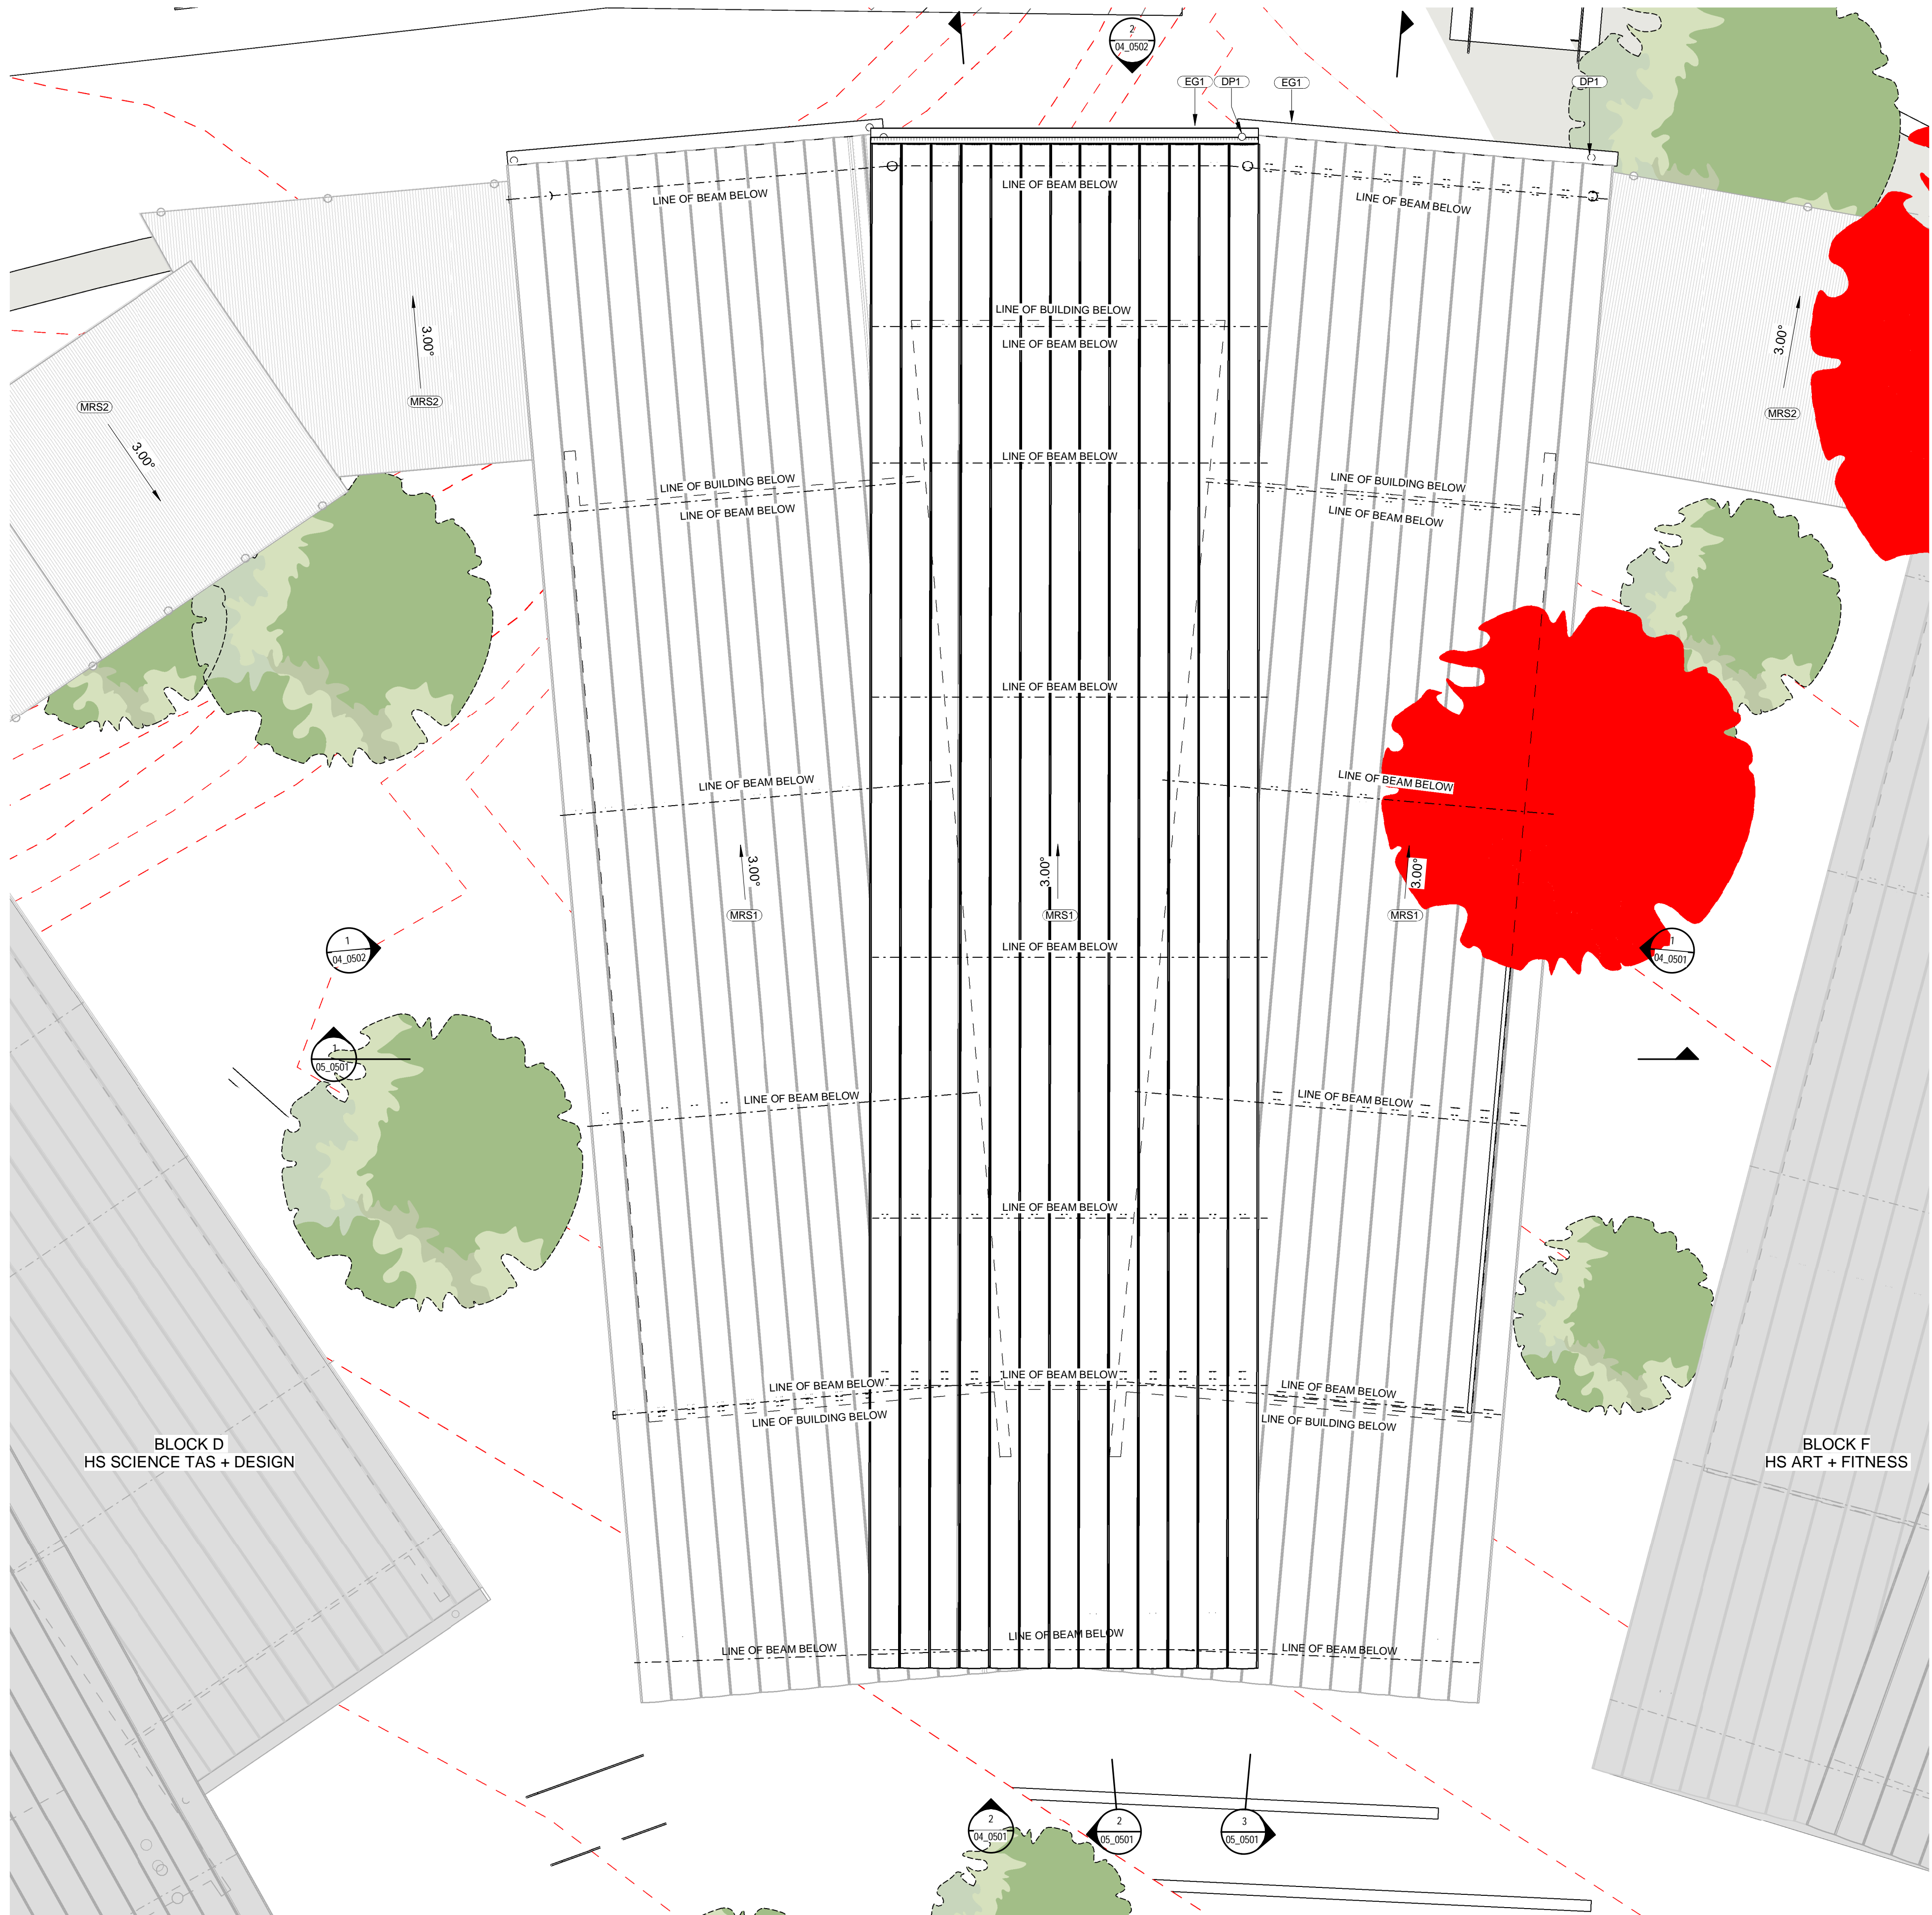 2
04_0502
EG1
DP1
EG1
DP1
LINE OF BEAM BELOW
LINE OF BEAM BELOW
LINE OF BEAM BELOW
LINE OF BUILDING BELOW
LINE OF BEAM BELOW
3.00°
3.00°
MRS2
MRS2
MRS2
3.00°
LINE OF BEAM BELOW
LINE OF BUILDING BELOW
LINE OF BEAM BELOW
LINE OF BUILDING BELOW
LINE OF BEAM BELOW
LINE OF BEAM BELOW
LINE OF BEAM BELOW
LINE OF BEAM BELOW
3.00°
3.00°
3.00°
MRS1
MRS1
MRS1
1
04_0502
LINE OF BEAM BELOW
1
04_0501
1
05_0501
LINE OF BEAM BELOW
LINE OF BEAM BELOW
LINE OF BEAM BELOW
LINE OF BEAM BELOW
LINE OF BEAM BELOW
LINE OF BEAM BELOW
LINE OF BUILDING BELOW
LINE OF BUILDING BELOW
BLOCK D
HS SCIENCE TAS + DESIGN
BLOCK F
HS ART + FITNESS
LINE OF BEAM BELOW
LINE OF BEAM BELOW
LINE OF BEAM BELOW
2
04_0501
2
05_0501
3
05_0501